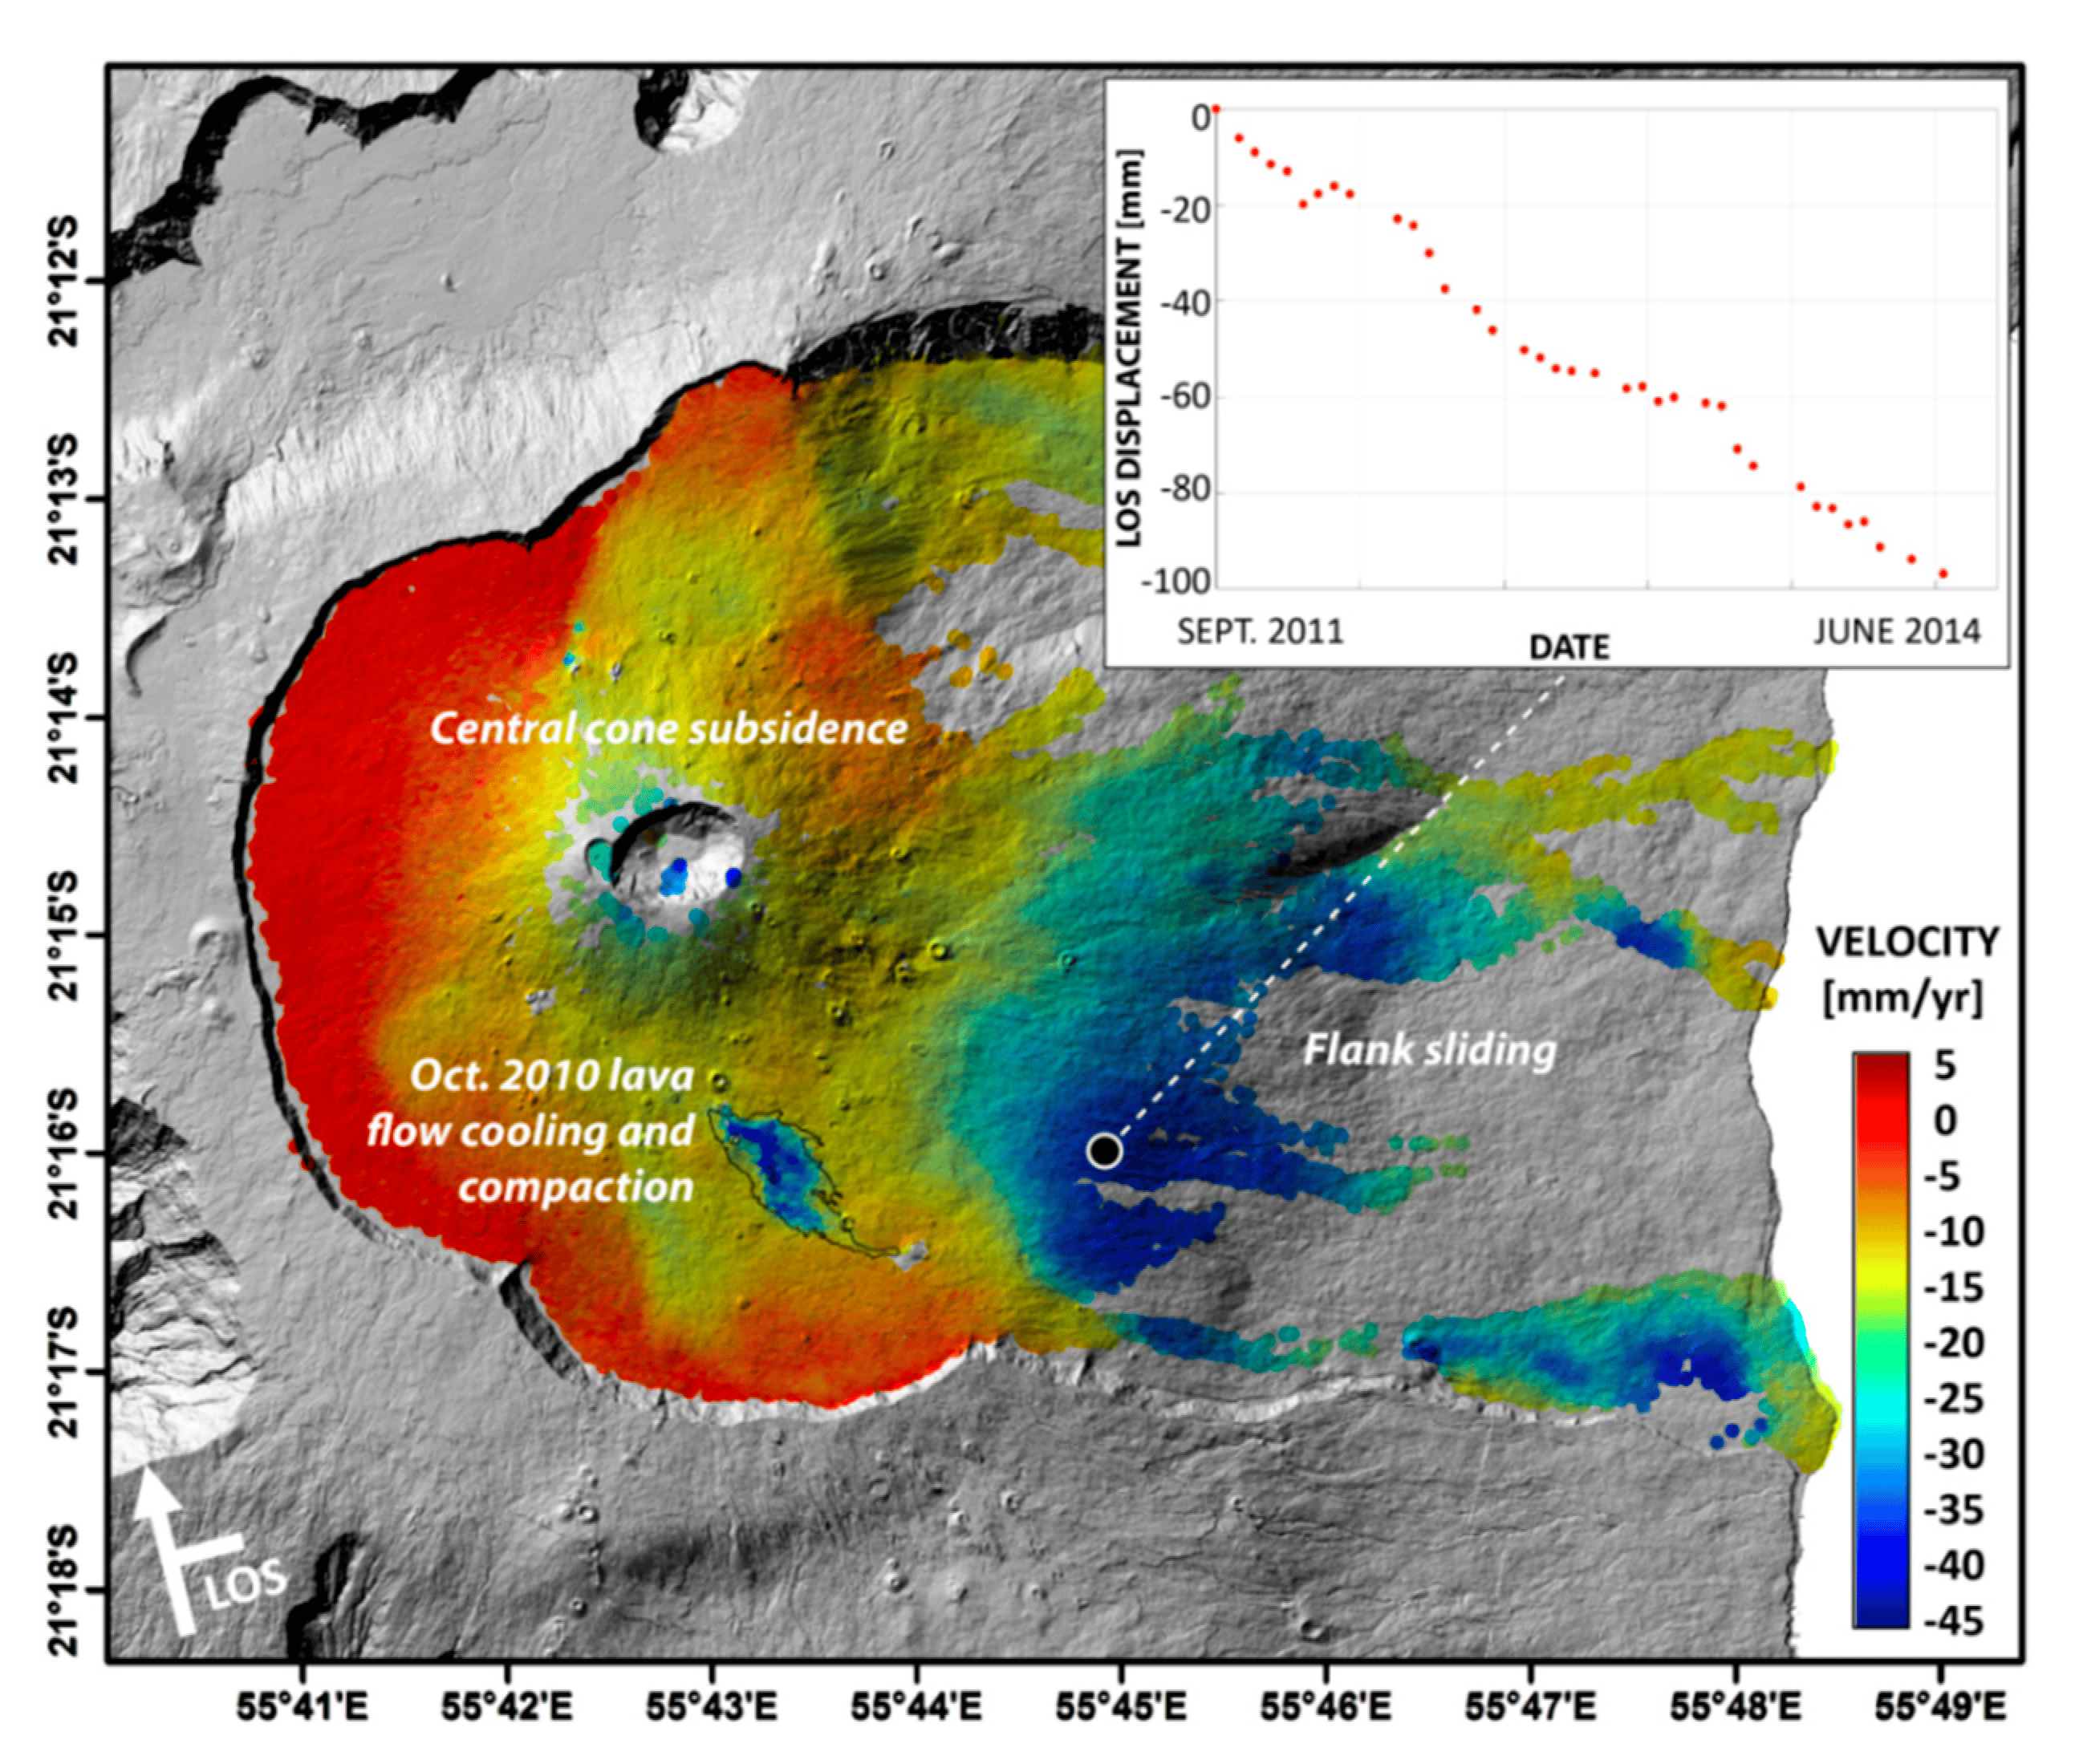 0
-20
-40
-60
-80
-100
LOS DISPLACEMENT [mm]
SEPT. 2011
JUNE 2014
DATE
21°12'S
21°13'S
21°14'S
21°15'S
21°16'S
21°17'S
21°18'S
Central cone subsidence
Oct. 2010 lava
flow cooling and
compaction
Flank sliding
VELOCITY
[mm/yr]
5
0
-5
-10
-15
-20
-25
-30
-35
-40
-45
LOS
55°41'E
55°42'E
55°43'E
55°44'E
55°45'E
55°46'E
55°47'E
55°48'E
55°49'E